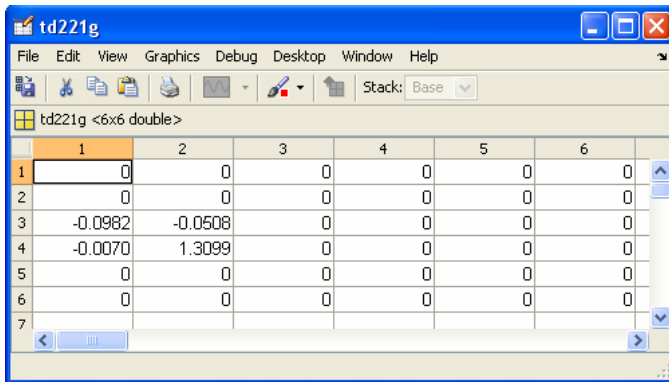 td221g
File Edit View Graphics Debug Desktop Window Help
Stack: Base
td221g <6x6 double>
1 2 3 4 5 6
1 0 0 0 0 0 0
2 0 0 0 0 0 0
3 -0.0982 -0.0508 0 0 0 0
4 -0.0070 1.3099 0 0 0 0
5 0 0 0 0 0 0
6 0 0 0 0 0 0
7